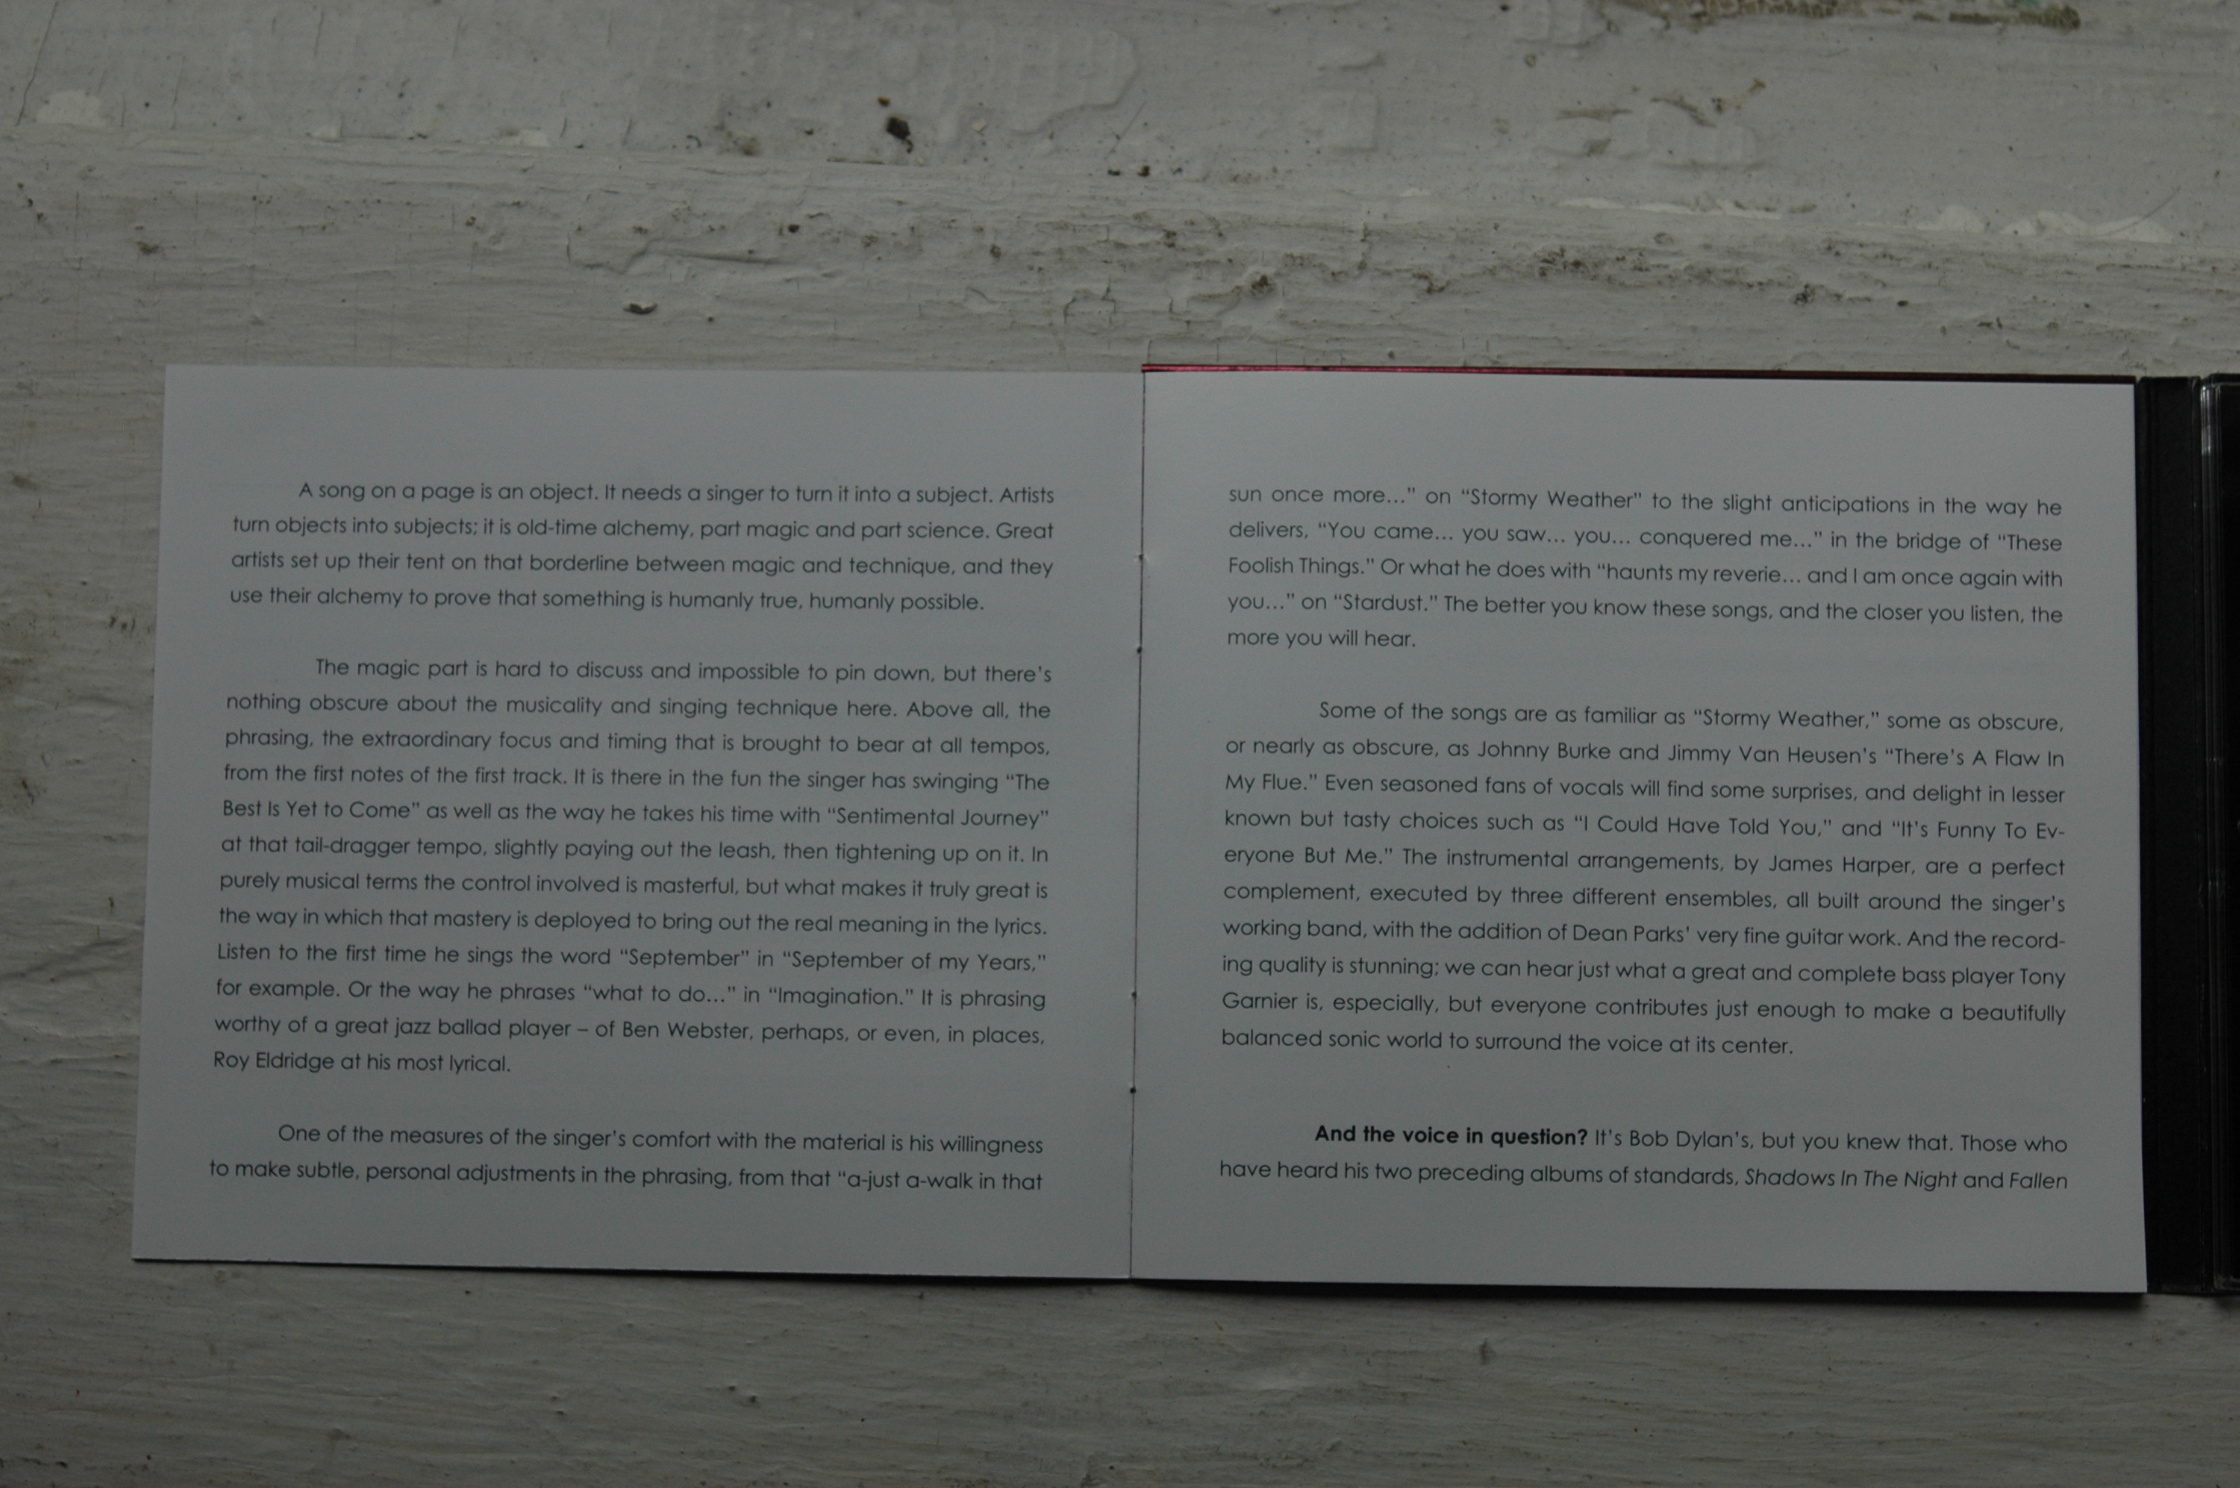 A song on a page is an object. It needs a singer to turn it into a subject. Artists
turn objects into subjects; it is old-time alchemy, part magic and part science. Great
artists set up their tent on that borderline between magic and technique, and they
use their alchemy to prove that something is humanly true, humanly possible.
The magic part is hard to discuss and impossible to pin down, but there's
nothing obscure about the musicality and singing technique here. Above all, the
phrasing, the extraordinary focus and timing that is brought to bear at all tempos,
from the first notes of the first track. It is there in the fun the singer has swinging “The
Best Is Yet to Come” as well as the way he takes his time with “Sentimental Journey”
at that tail-dragger tempo, slightly paying out the leash, then tightening up on it. In
purely musical terms the control involved is masterful, but what makes it truly great is
the way in which that mastery is deployed to bring out the real meaning in the lyrics.
Listen to the first time he sings the word “September” in “September of my Years,”
for example. Or the way he phrases “what to do...” in “Imagination.” It is phrasing
worthy of a great jazz ballad player – of Ben Webster, perhaps, or even, in places,
Roy Eldridge at his most lyrical.
One of the measures of the singer's comfort with the material is his willingness
to make subtle, personal adjustments in the phrasing, from that “a-just a-walk in that
sun once more...” on “Stormy Weather” to the slight anticipations in the way he
delivers, “You came... you saw... you... conquered me...” in the bridge of “These
Foolish Things.” Or what he does with “haunts my reverie... and I am once again with
you...” on “Stardust.” The better you know these songs, and the closer you listen, the
more you will hear.
Some of the songs are as familiar as “Stormy Weather,” some as obscure,
or nearly as obscure, as Johnny Burke and Jimmy Van Heusen's “There's A Flaw In
My Flue.” Even seasoned fans of vocals will find some surprises, and delight in lesser
known but tasty choices such as “I Could Have Told You,” and “It's Funny To Ev-
eryone But Me.” The instrumental arrangements, by James Harper, are a perfect
complement, executed by three different ensembles, all built around the singer's
working band, with the addition of Dean Parks' very fine guitar work. And the record-
ing quality is stunning; we can hear just what a great and complete bass player Tony
Garnier is, especially, but everyone contributes just enough to make a beautifully
balanced sonic world to surround the voice at its center.
And the voice in question? It's Bob Dylan's, but you knew that. Those who
have heard his two preceding albums of standards, Shadows In The Night and Fallen